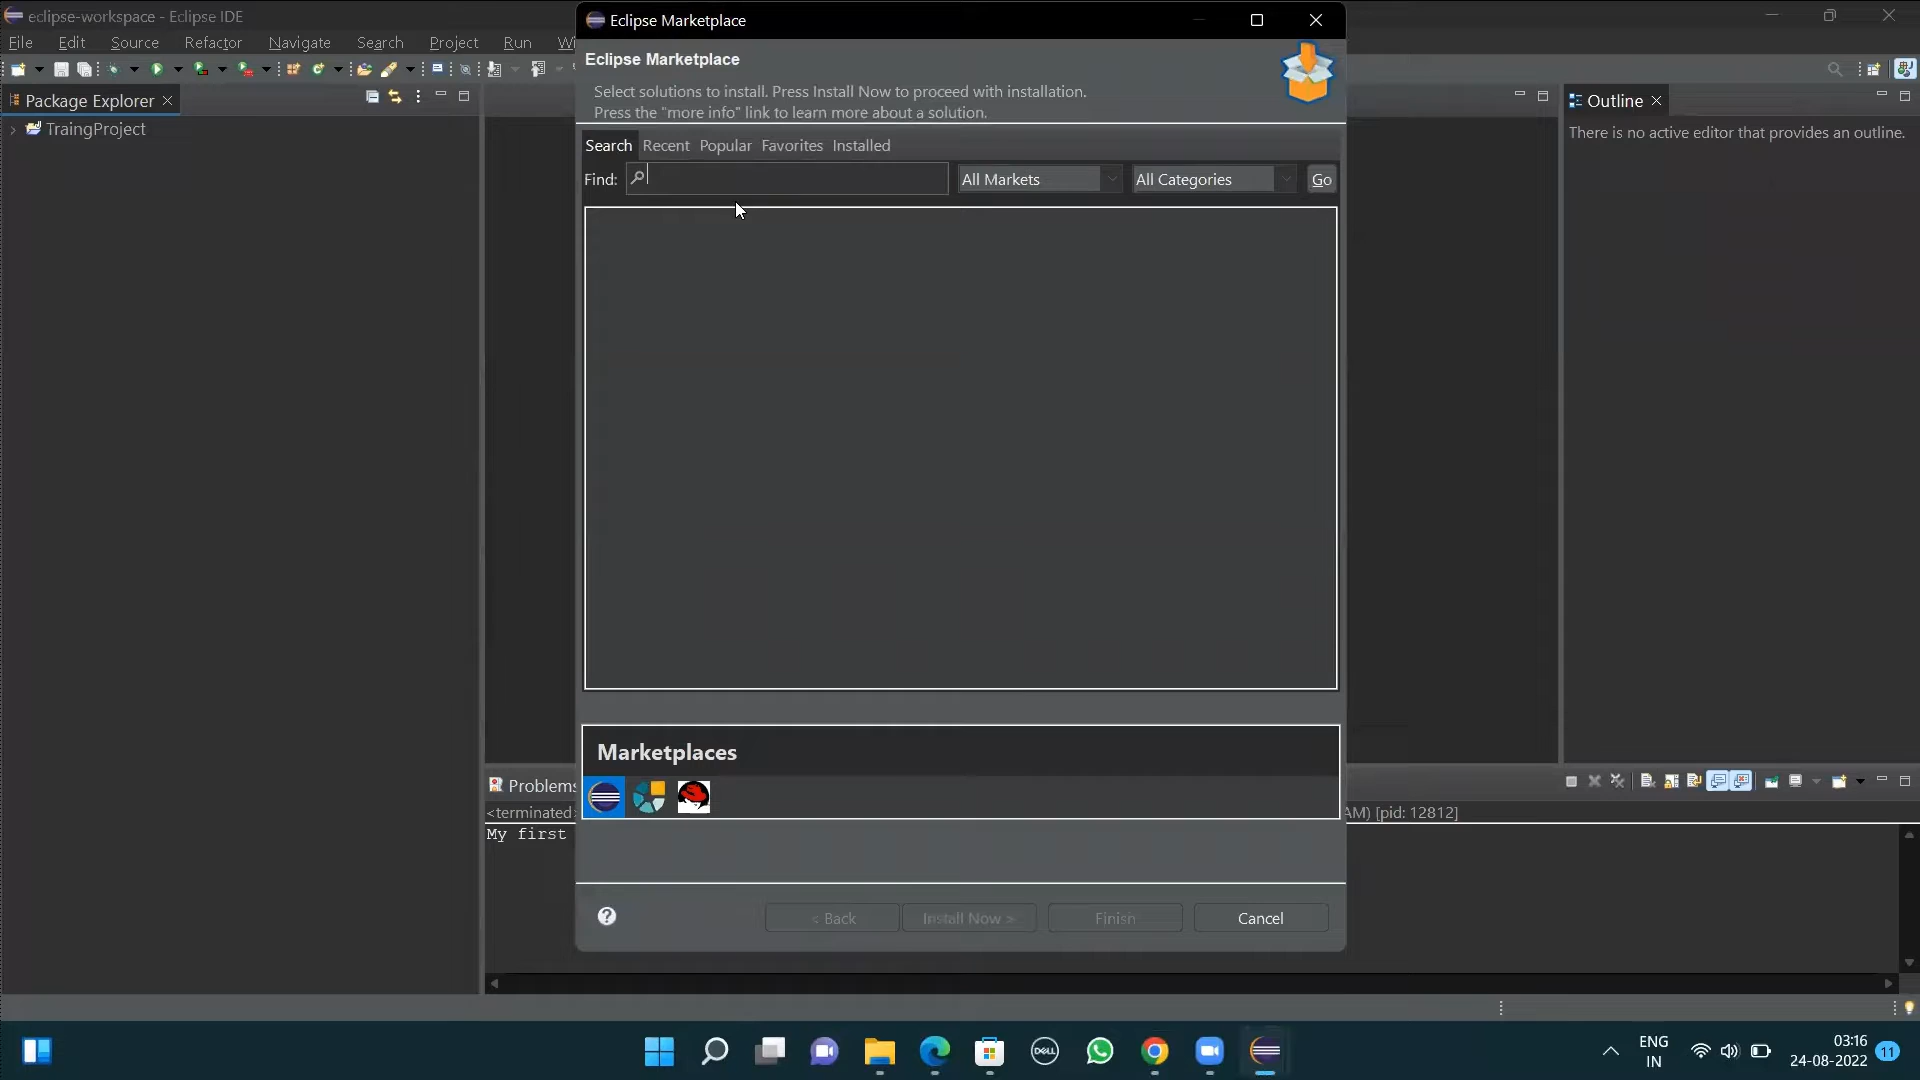 eclipse-workspace - Eclipse IDE
File Edit Source Refactor Navigate Search Project Run Wi
Package Explorer
TraingProject
Eclipse Marketplace
Eclipse Marketplace
Select solutions to install. Press Install Now to proceed with installation.
Press the "more info" link to learn more about a solution.
Search Recent Popular Favorites Installed
Find: All Markets All Categories Go
Marketplaces
< Back Install Now > Finish Cancel
Outline
There is no active editor that provides an outline.
Problems
<terminated AM) [pid: 12812]
My first
DELL
ENG
IN
03:16
24-08-2022
11